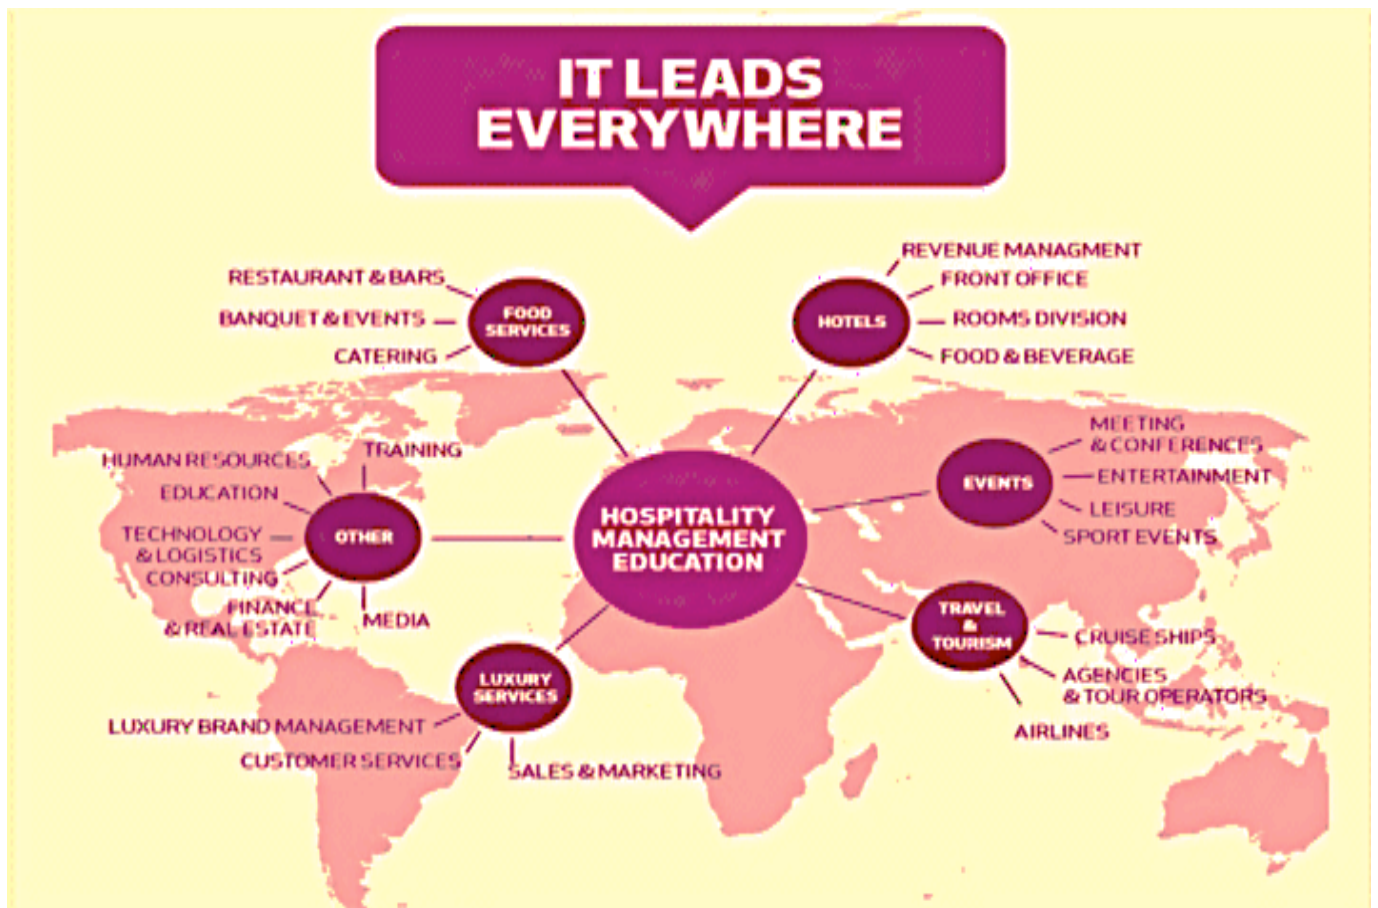 IT LEADS
EVERYWHERE
RESTAURANT & BARS
BANQUET & EVENTS
CATERING
FOOD
SERVICES
REVENUE MANAGMENT
FRONT OFFICE
ROOMS DIVISION
FOOD & BEVERAGE
HOTELS
HUMAN RESOURCES
TRAINING
EDUCATION
TECHNOLOGY
& LOGISTICS
CONSULTING
FINANCE
& REAL ESTATE
MEDIA
OTHER
HOSPITALITY
MANAGEMENT
EDUCATION
EVENTS
MEETING
& CONFERENCES
ENTERTAINMENT
LEISURE
SPORT EVENTS
TRAVEL
&
TOURISM
CRUISE SHIPS
AGENCIES
& TOUR OPERATORS
AIRLINES
LUXURY
SERVICES
LUXURY BRAND MANAGEMENT
CUSTOMER SERVICES
SALES & MARKETING